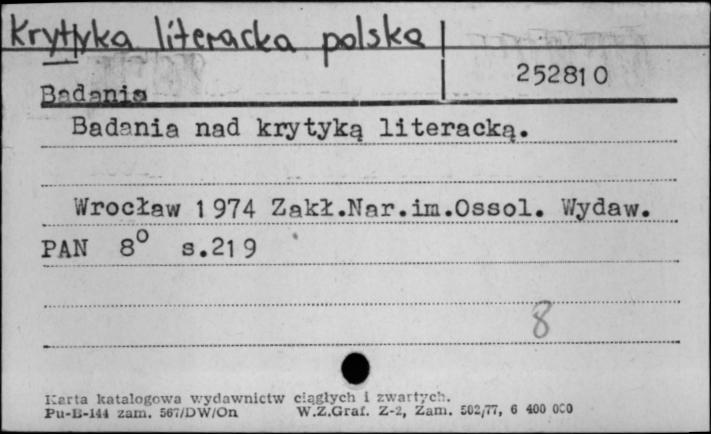 Krytyka literacka polska
252810
Badania
Badania nad krytyką literacką.
Wrocław 1974 Zakł.Nar.im.Ossol. Wydaw.
PAN 8° s.219
8
Karta katalogowa wydawnictw ciągłych i zwartych.
Pu-B-144 zam. 567/DW/On W.Z.Graf. Z-2, Zam. 502/77, 6 400 000